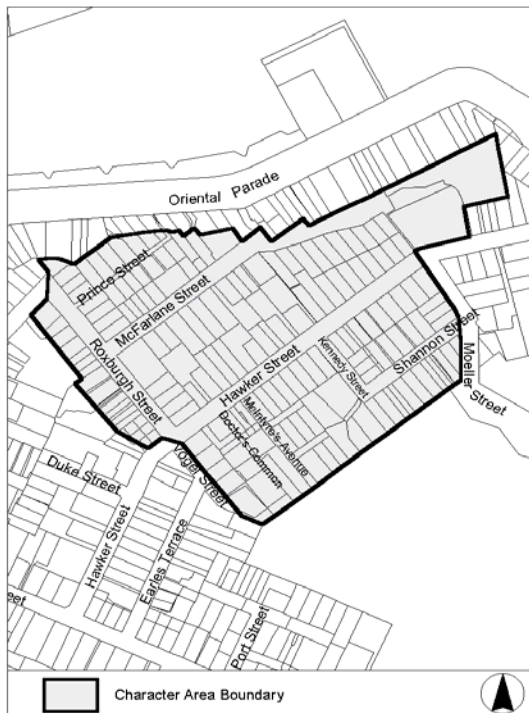 Oriental Parade
Prince Street
McFarlane Street
Roxburgh Street
Hawker Street
Kennedy Street
Shannon Street
Moeller Street
McIntyre's Avenue
Doctor's Common
Vogel Street
Duke Street
Hawker Street
Earles Terrace
eet
Port Street
Character Area Boundary